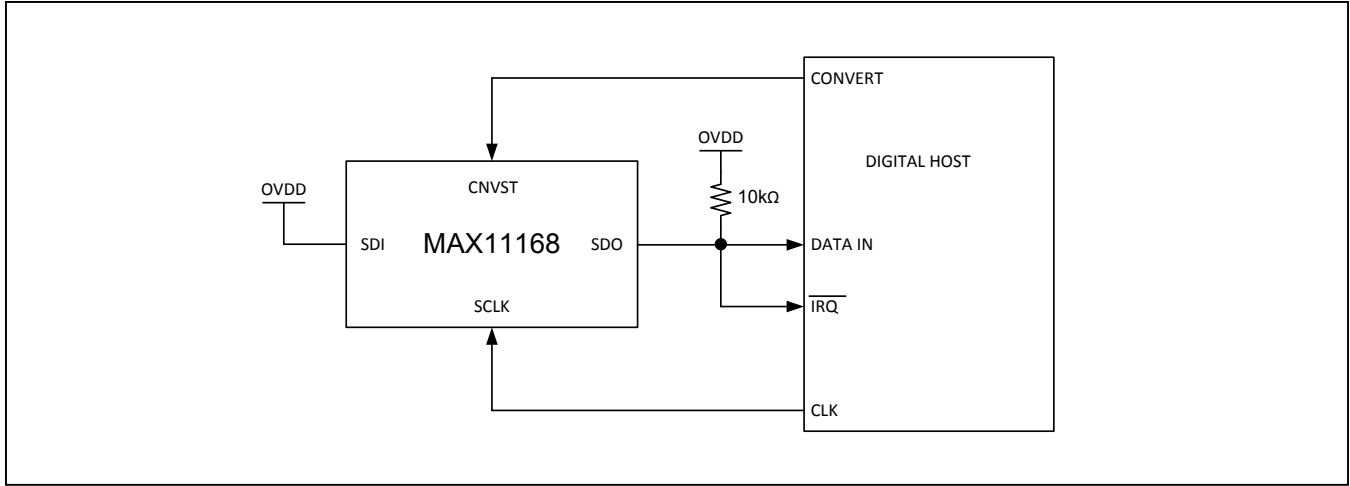 CONVERT
OVDD
DIGITAL HOST
CNVST
10kΩ
OVDD
SDI
MAX11168
SDO
DATA IN
SCLK
IRQ
CLK